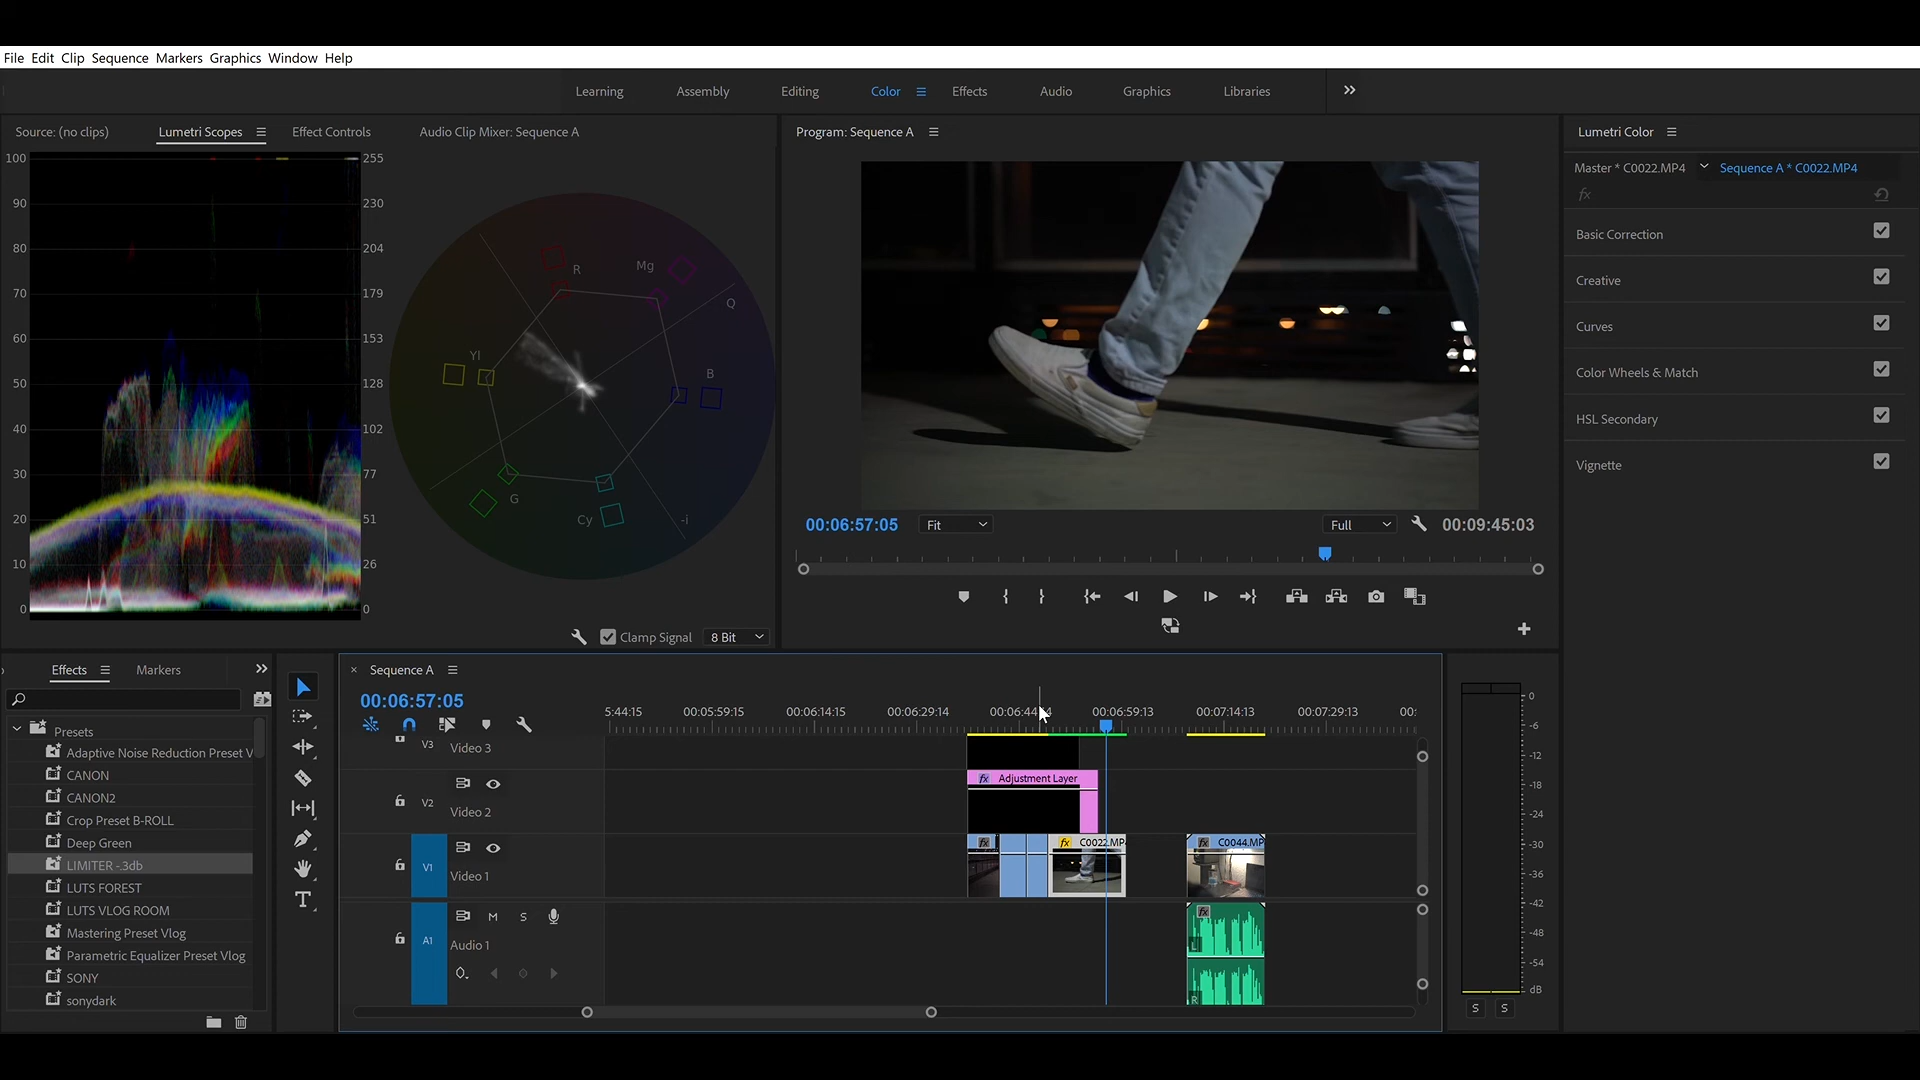 File Edit Clip Sequence Markers Graphics Window Help
Learning Assembly Editing Color Effects Audio Graphics Libraries
Source: (no clips) Lumetri Scopes Effect Controls Audio Clip Mixer: Sequence A
100 255
90 230
80 204
70 179
60 153
50 128
40 102
30 77
20 51
10 26
0 0
R Mg Q
Yl B
G Cy -i
Clamp Signal 8 Bit
Program: Sequence A
00:06:57:05 Fit Full 00:09:45:03
Lumetri Color
Master * C0022.MP4 Sequence A * C0022.MP4
fx
Basic Correction
Creative
Curves
Color Wheels & Match
HSL Secondary
Vignette
Effects Markers
Presets
Adaptive Noise Reduction Preset V
CANON
CANON2
Crop Preset B-ROLL
Deep Green
LIMITER -.3db
LUTS FOREST
LUTS VLOG ROOM
Mastering Preset Vlog
Parametric Equalizer Preset Vlog
SONY
sonydark
T
× Sequence A
00:06:57:05
5:44:15 00:05:59:15 00:06:14:15 00:06:29:14 00:06:44:14 00:06:59:13 00:07:14:13 00:07:29:13 00:
V3 Video 3
fx Adjustment Layer
V2 Video 2
fx fx C0022.MP fx C0044.MP
V1 Video 1
M S
fx
A1 Audio 1
L
R
0
-6
-12
-18
-24
-30
-36
-42
-48
-54
dB
S S